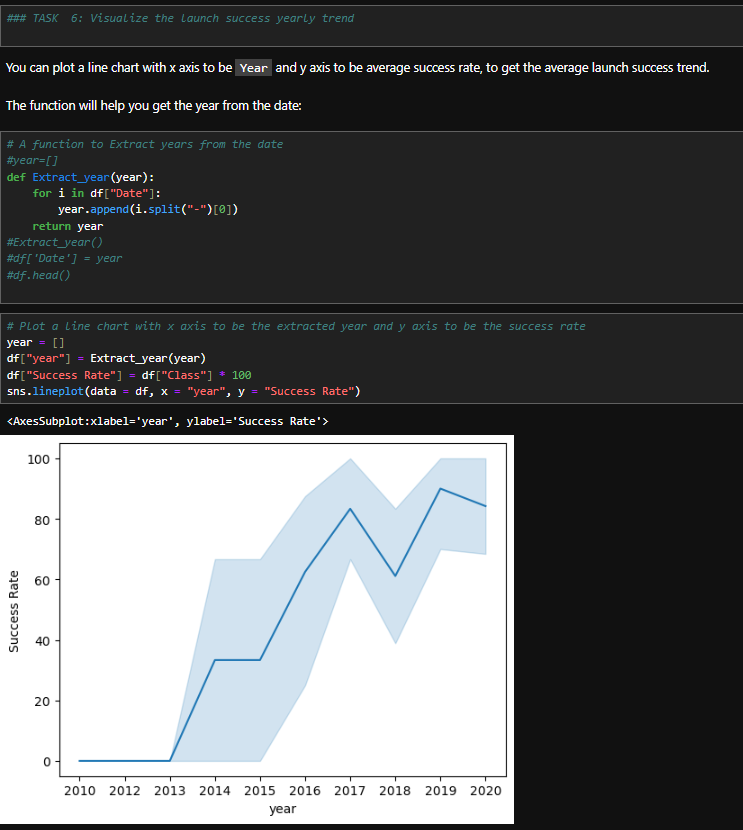 ### TASK  6: Visualize the launch success yearly trend
You can plot a line chart with x axis to be Year and y axis to be average success rate, to get the average launch success trend.
The function will help you get the year from the date:
# A function to Extract years from the date
#year=[]
def Extract_year(year):
    for i in df["Date"]:
        year.append(i.split("-")[0])
    return year
#Extract_year()
#df['Date'] = year
#df.head()
# Plot a line chart with x axis to be the extracted year and y axis to be the success rate
year = []
df["year"] = Extract_year(year)
df["Success Rate"] = df["Class"] * 100
sns.lineplot(data = df, x = "year", y = "Success Rate")
<AxesSubplot:xlabel='year', ylabel='Success Rate'>
100
80
60
40
20
0
Success Rate
2010 2012 2013 2014 2015 2016 2017 2018 2019 2020
year